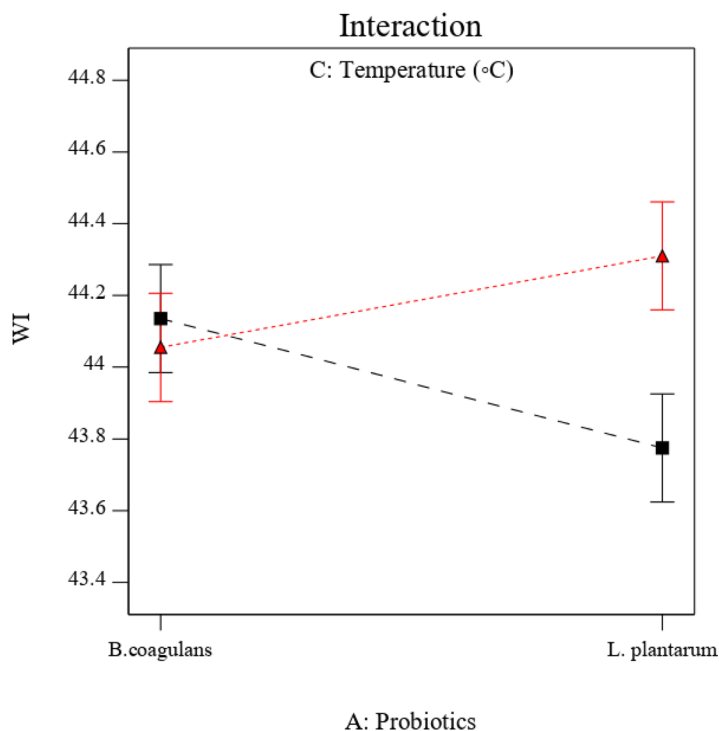 Interaction
C: Temperature (∘C)
44.8
44.6
44.4
44.2
44
43.8
43.6
43.4
WI
B.coagulans
L. plantarum
A: Probiotics